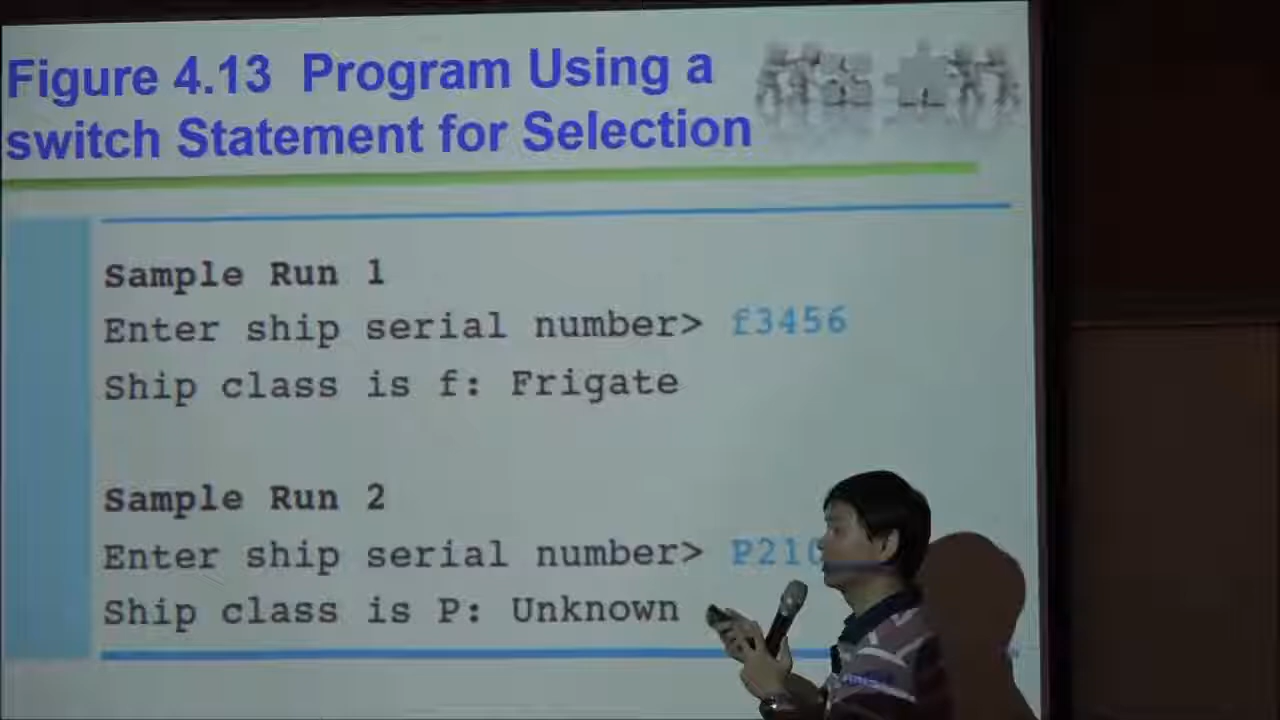 Figure 4.13 Program Using a
switch Statement for Selection
Sample Run 1
Enter ship serial number> f3456
Ship class is f: Frigate
Sample Run 2
Enter ship serial number>
Ship class is P: Unknown